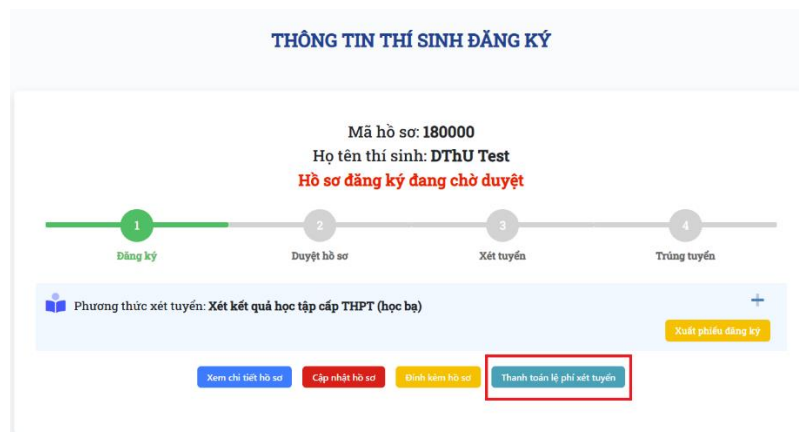 THÔNG TIN THÍ SINH ĐĂNG KÝ
Mã hồ sơ: 180000
Họ tên thí sinh: DThU Test
Hồ sơ đăng ký đang chờ duyệt
1 2 3 4
Đăng ký Duyệt hồ sơ Xét tuyển Trúng tuyển
Phương thức xét tuyển: Xét kết quả học tập cấp THPT (học bạ) +
Xuất phiếu đăng ký
Xem chi tiết hồ sơ Cập nhật hồ sơ Đính kèm hồ sơ Thanh toán lệ phí xét tuyển